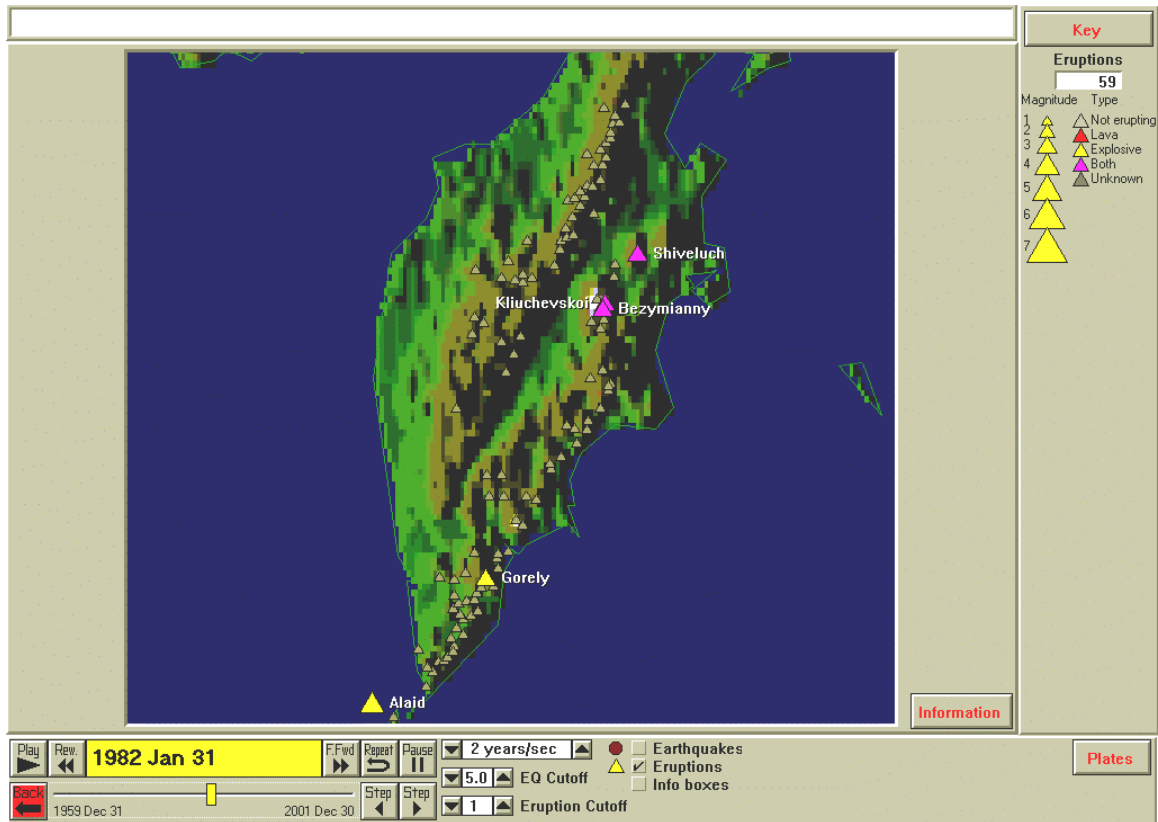 Key
Eruptions
59
Magnitude Type
1 Not erupting
2 Lava
3 Explosive
4 Both
5 Unknown
6
7
Shiveluch
Kliuchevskoi
Bezymianny
Gorely
Alaid
Information
Play Rew. 1982 Jan 31 F.Fwd Repeat Pause 2 years/sec Earthquakes
Eruptions
Plates
5.0 EQ Cutoff
Info boxes
Back 1959 Dec 31 2001 Dec 30 Step Step 1 Eruption Cutoff